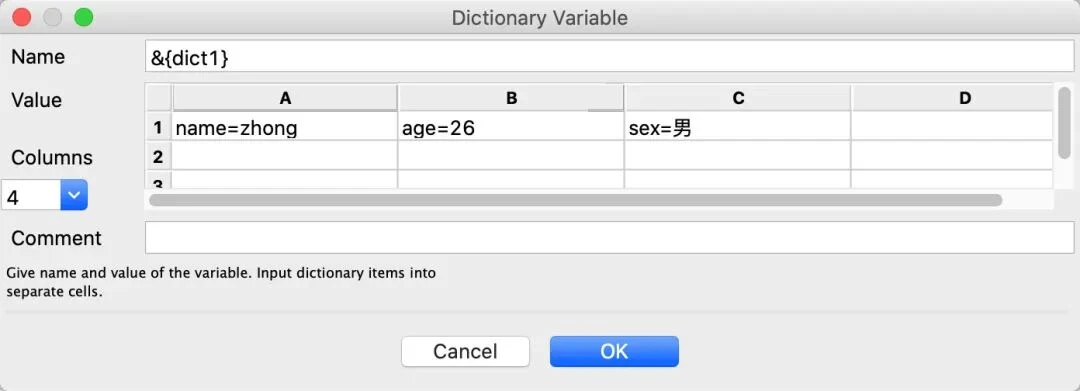 Dictionary Variable
Name &{dict1}
Value A B C D
1 name=zhong age=26 sex=男
Columns 2
3
4
Comment
Give name and value of the variable. Input dictionary items into
separate cells.
Cancel OK